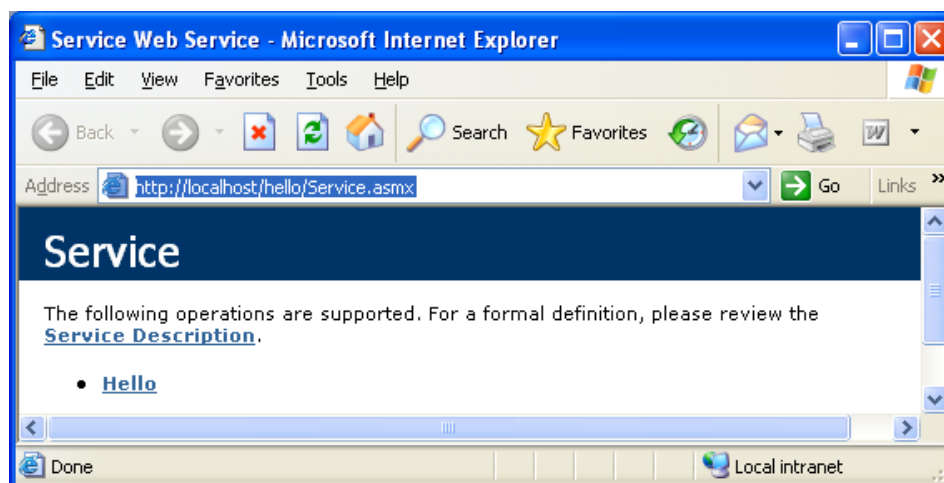 Service Web Service - Microsoft Internet Explorer
File Edit View Favorites Tools Help
Back Search Favorites
Address http://localhost/hello/Service.asmx Go Links »
Service
The following operations are supported. For a formal definition, please review the
Service Description.
• Hello
Done Local intranet